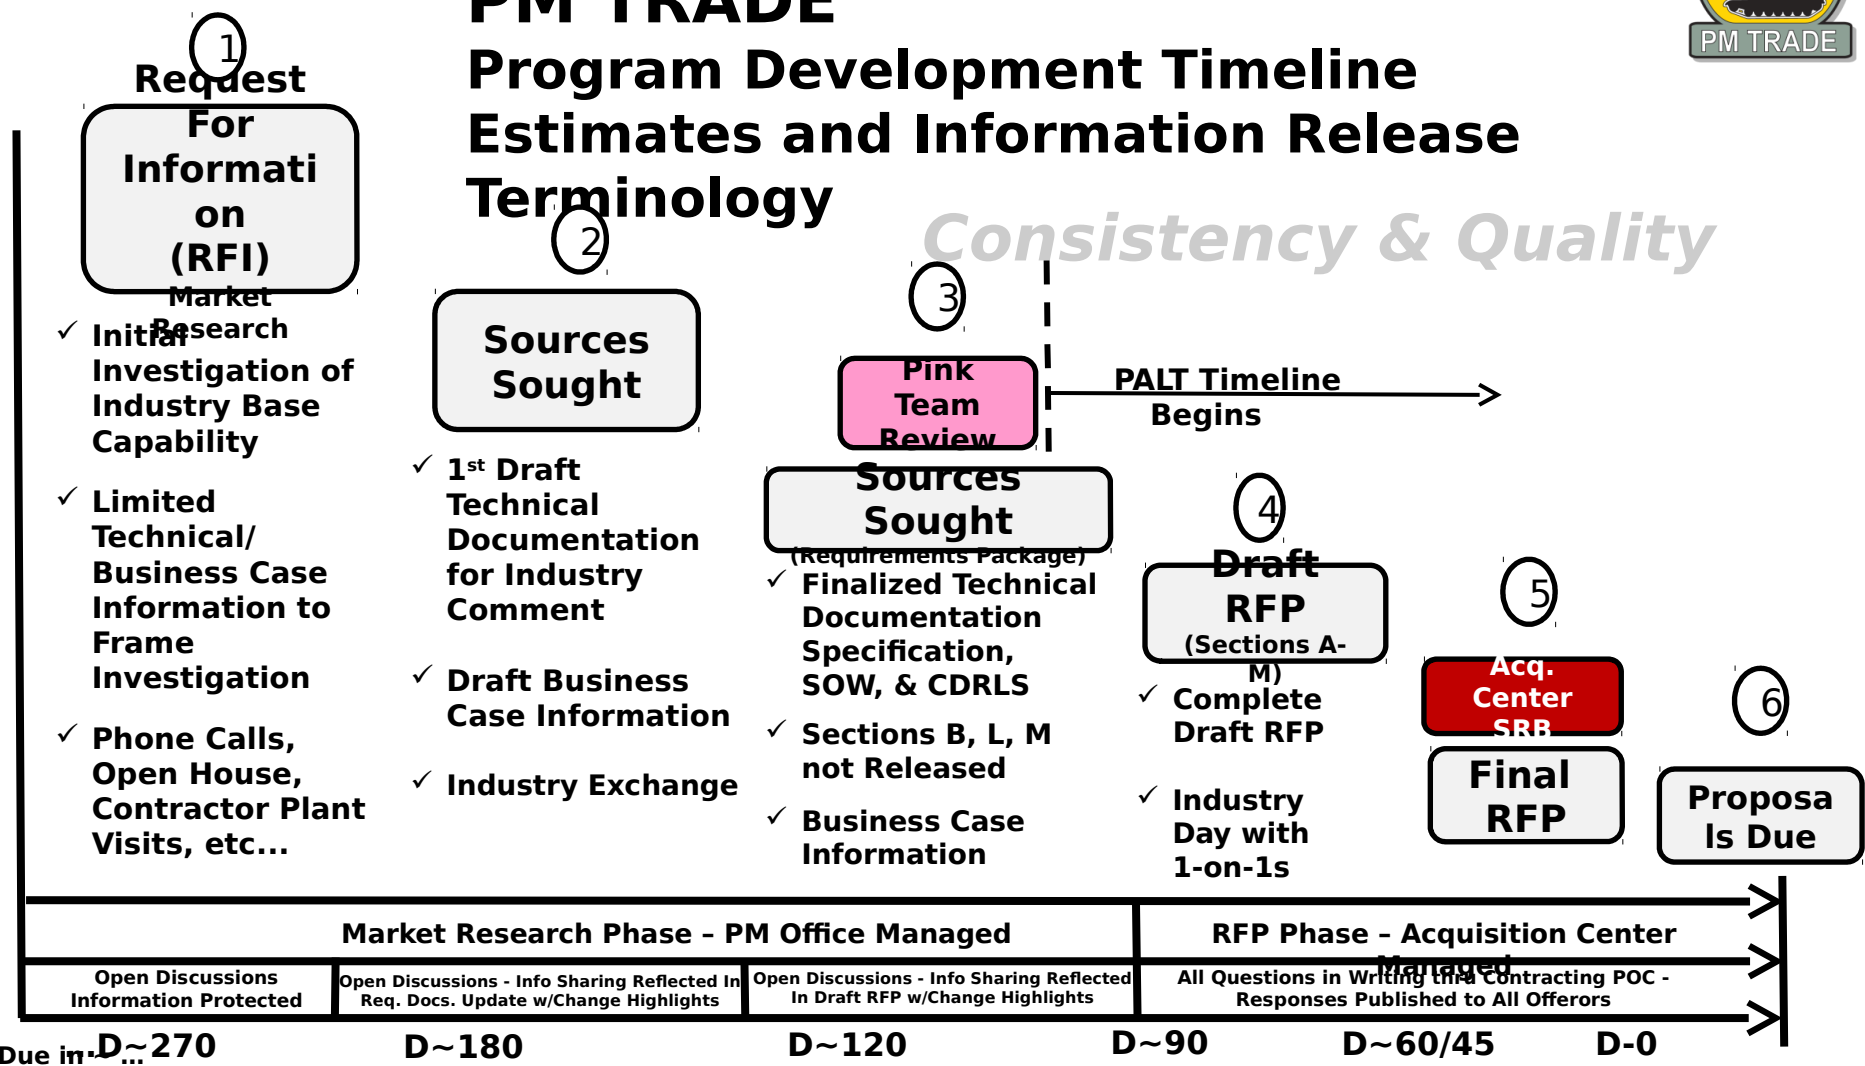 PM TRADE
Program Development Timeline
Estimates and Information Release
Terminology
PM TRADE
Consistency & Quality
1
Request
For
Informati
on
(RFI)
Market
Research
✓ Initial
Investigation of
Industry Base
Capability
✓ Limited
Technical/
Business Case
Information to
Frame
Investigation
✓ Phone Calls,
Open House,
Contractor Plant
Visits, etc...
2
Sources
Sought
✓ 1st Draft
Technical
Documentation
for Industry
Comment
✓ Draft Business
Case Information
✓ Industry Exchange
3
Pink
Team
Review
PALT Timeline
Begins
Sources
Sought
(Requirements Package)
✓ Finalized Technical
Documentation
Specification,
SOW, & CDRLS
✓ Sections B, L, M
not Released
✓ Business Case
Information
4
Draft
RFP
(Sections A-
M)
✓ Complete
Draft RFP
✓ Industry
Day with
1-on-1s
5
Acq.
Center
SRB
Final
RFP
6
Proposa
ls Due
Market Research Phase – PM Office Managed
RFP Phase – Acquisition Center
Managed
Open Discussions
Information Protected
Open Discussions - Info Sharing Reflected In
Req. Docs. Update w/Change Highlights
Open Discussions - Info Sharing Reflected
In Draft RFP w/Change Highlights
All Questions in Writing thru Contracting POC -
Responses Published to All Offerors
D~270
D~180
D~120
D~90
D~60/45
D-0
Due in ~ ...